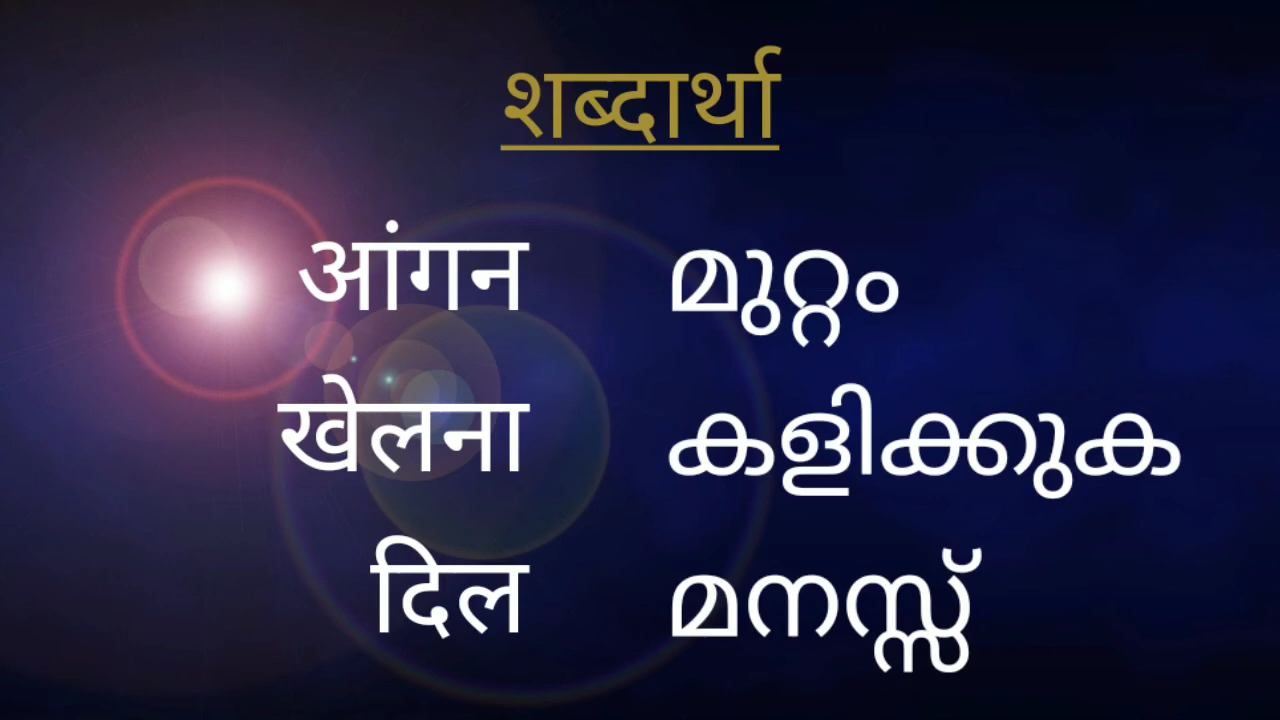 शब्दार्था
आंगन मुറ്റം
खेलना കളിക്കുക
दिल മനസ്സ്